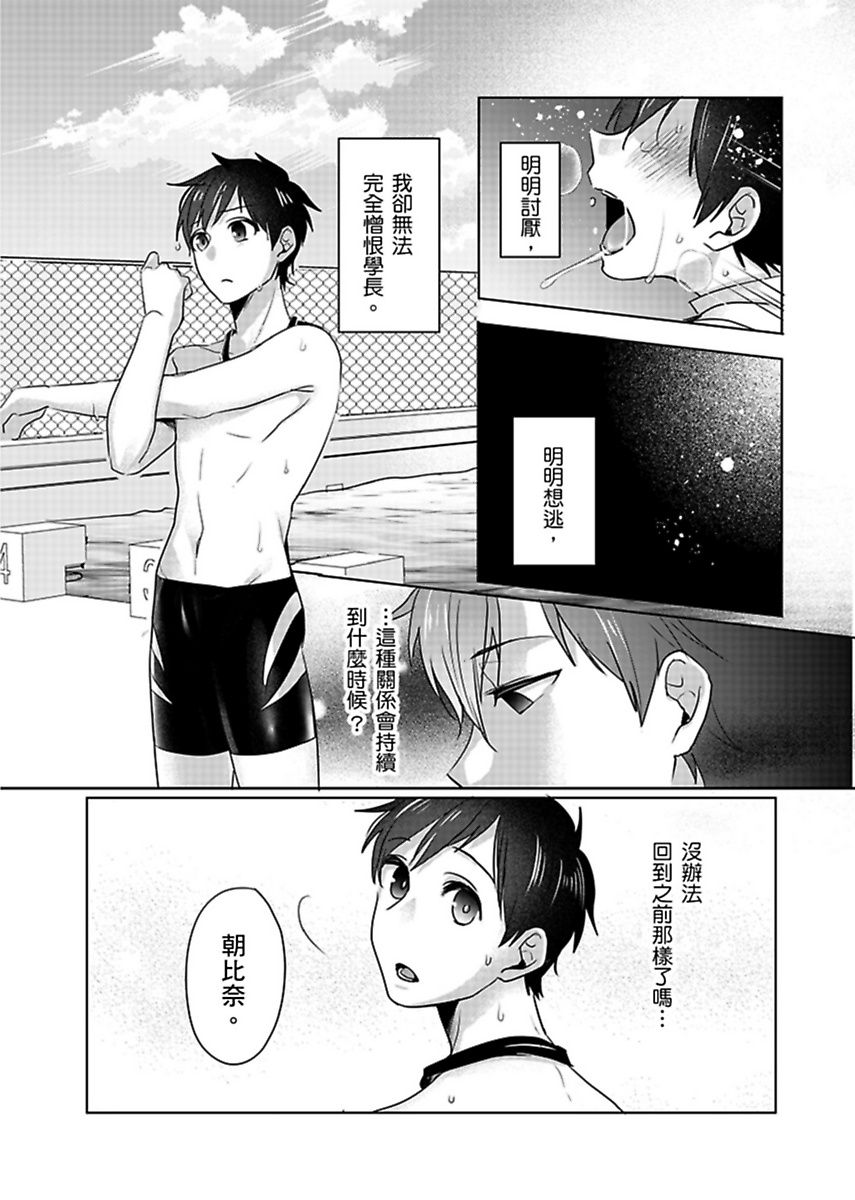 明明討厭，
明明想逃，
我卻無法
完全憎恨學長。
…這種關係會持續
到什麼時候？
沒辦法
回到之前那樣了嗎…
朝比奈。
4
3